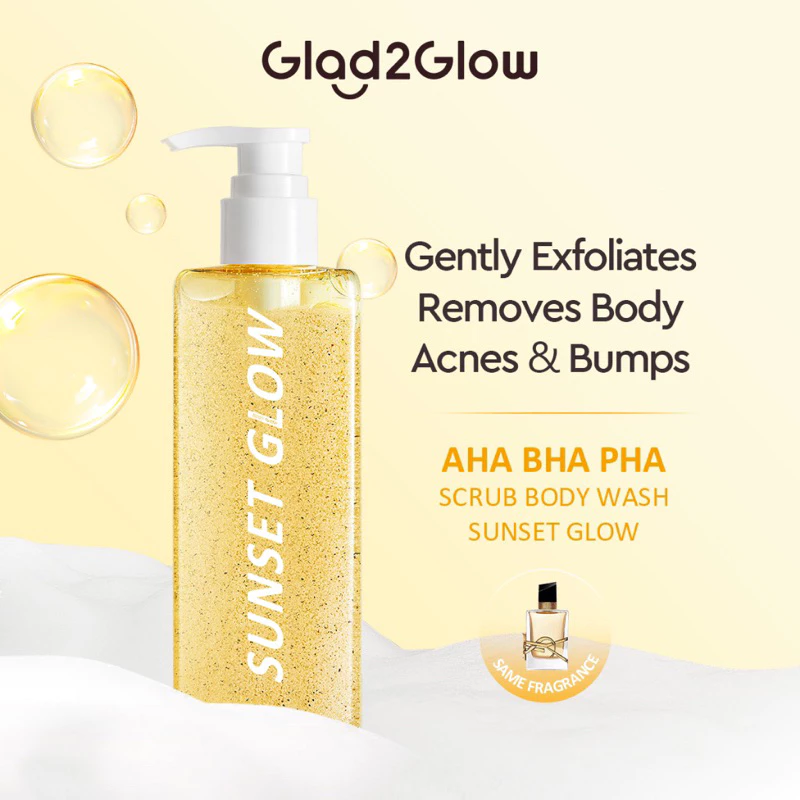 Glad2Glow
SUNSET GLOW
Gently Exfoliates
Removes Body
Acnes & Bumps
AHA BHA PHA
SCRUB BODY WASH
SUNSET GLOW
SAME FRAGRANCE